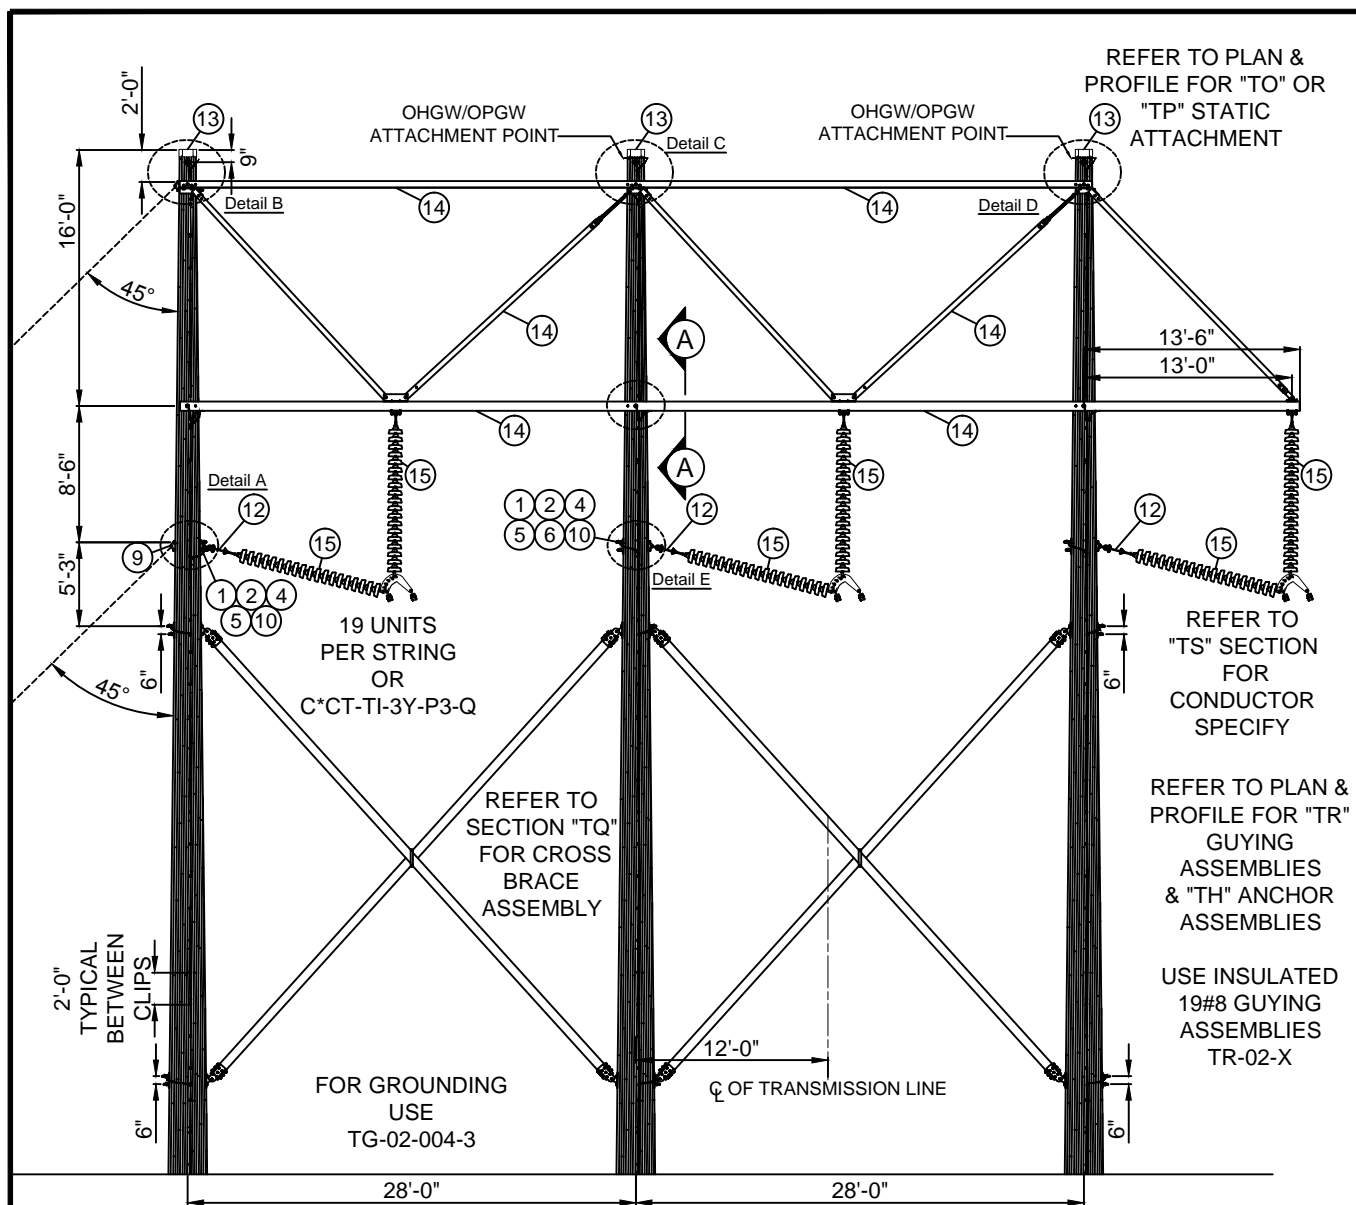 REFER TO PLAN &
PROFILE FOR "TO" OR
"TP" STATIC
ATTACHMENT
2'-0"
13
9"
OHGW/OPGW
ATTACHMENT POINT
13
Detail C
OHGW/OPGW
ATTACHMENT POINT
13
Detail B
14
14
Detail D
16'-0"
45°
14
A
14
13'-6"
13'-0"
14
14
8'-6"
Detail A
12
15
A
15
15
1 2 4
5 6 10
12
12
9
15
15
15
Detail E
5'-3"
1 2 4
5 10
19 UNITS
PER STRING
OR
C*CT-TI-3Y-P3-Q
REFER TO
"TS" SECTION
FOR
CONDUCTOR
SPECIFY
6"
45°
6"
REFER TO
SECTION "TQ"
FOR CROSS
BRACE
ASSEMBLY
REFER TO PLAN &
PROFILE FOR "TR"
GUYING
ASSEMBLIES
& "TH" ANCHOR
ASSEMBLIES
2'-0"
TYPICAL
BETWEEN
CLIPS
USE INSULATED
19#8 GUYING
ASSEMBLIES
TR-02-X
12'-0"
℄ OF TRANSMISSION LINE
FOR GROUNDING
USE
TG-02-004-3
6"
6"
28'-0"
28'-0"